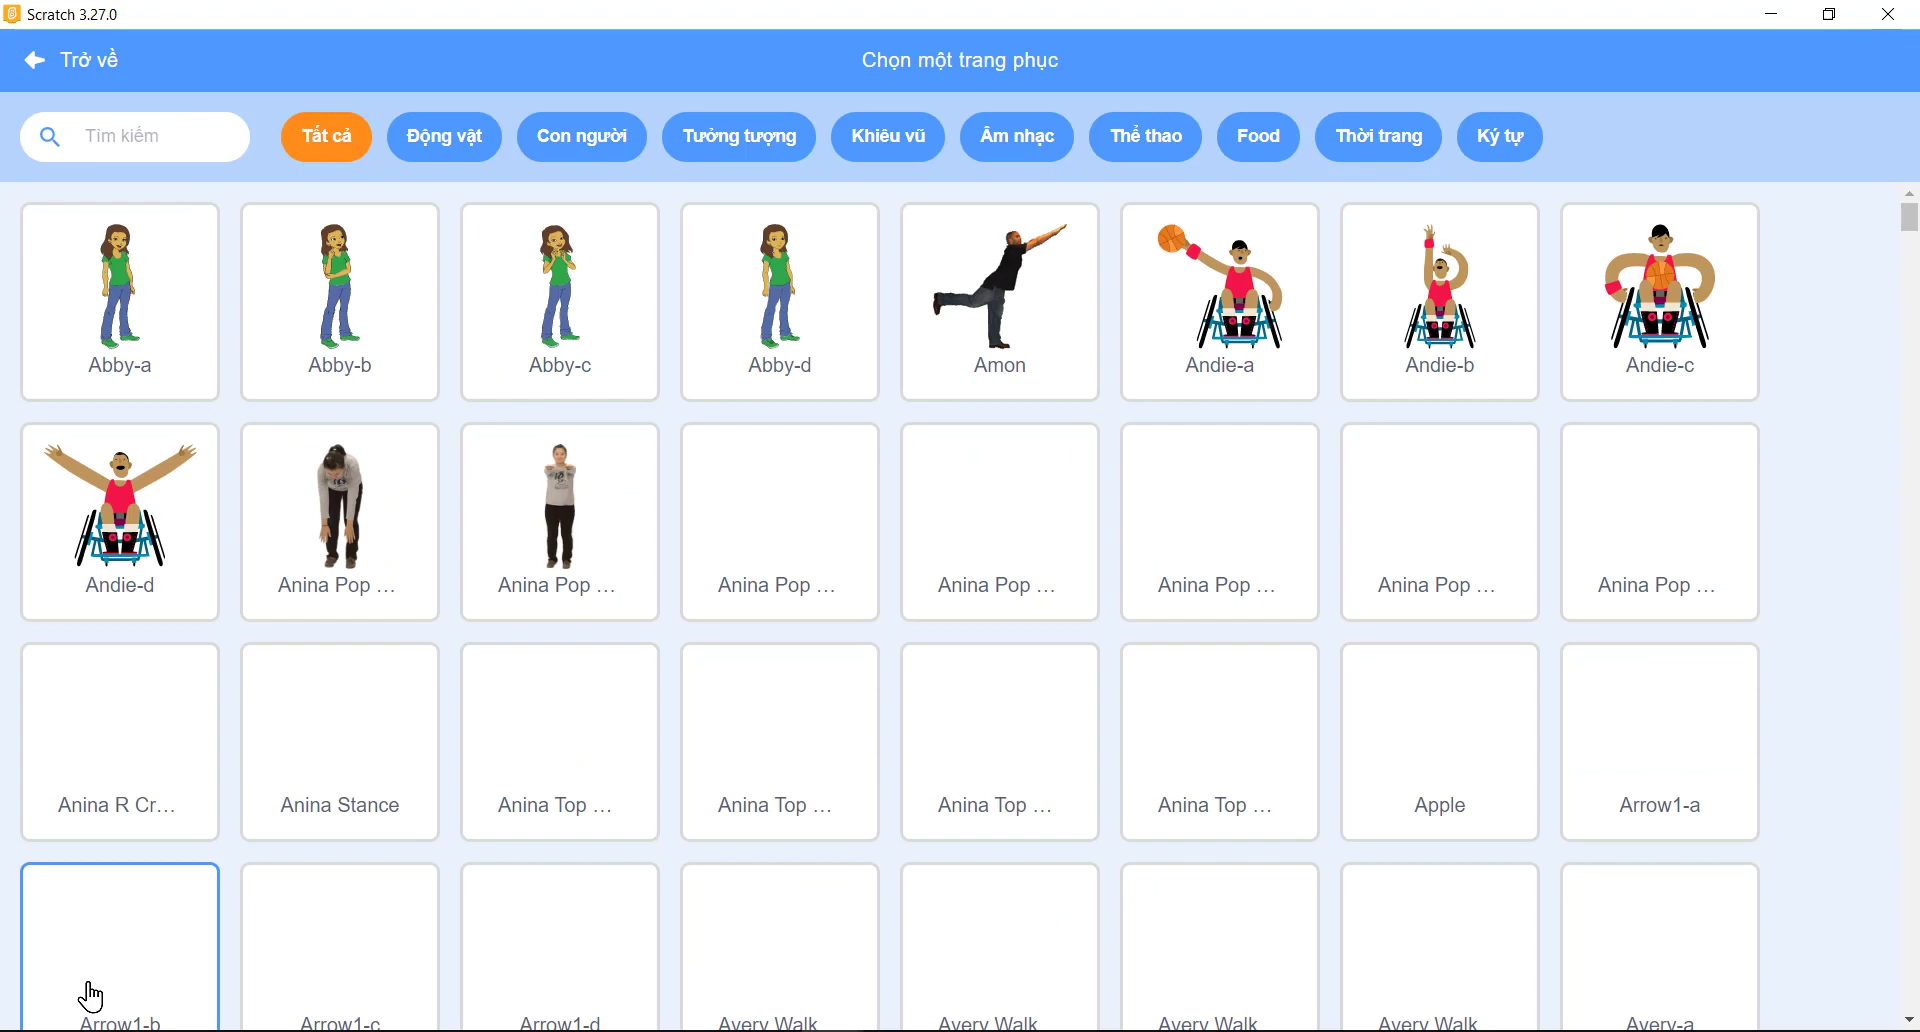 Scratch 3.27.0
Trở về
Chọn một trang phục
Tìm kiếm
Tất cả
Động vật
Con người
Tưởng tượng
Khiêu vũ
Âm nhạc
Thể thao
Food
Thời trang
Ký tự
Abby-a
Abby-b
Abby-c
Abby-d
Amon
Andie-a
Andie-b
Andie-c
Andie-d
Anina Pop ...
Anina Pop ...
Anina Pop ...
Anina Pop ...
Anina Pop ...
Anina Pop ...
Anina Pop ...
Anina R Cr...
Anina Stance
Anina Top ...
Anina Top ...
Anina Top ...
Anina Top ...
Apple
Arrow1-a
Arrow1-b
Arrow1-c
Arrow1-d
Avery Walk
Avery Walk
Avery Walk
Avery Walk
Avery-a